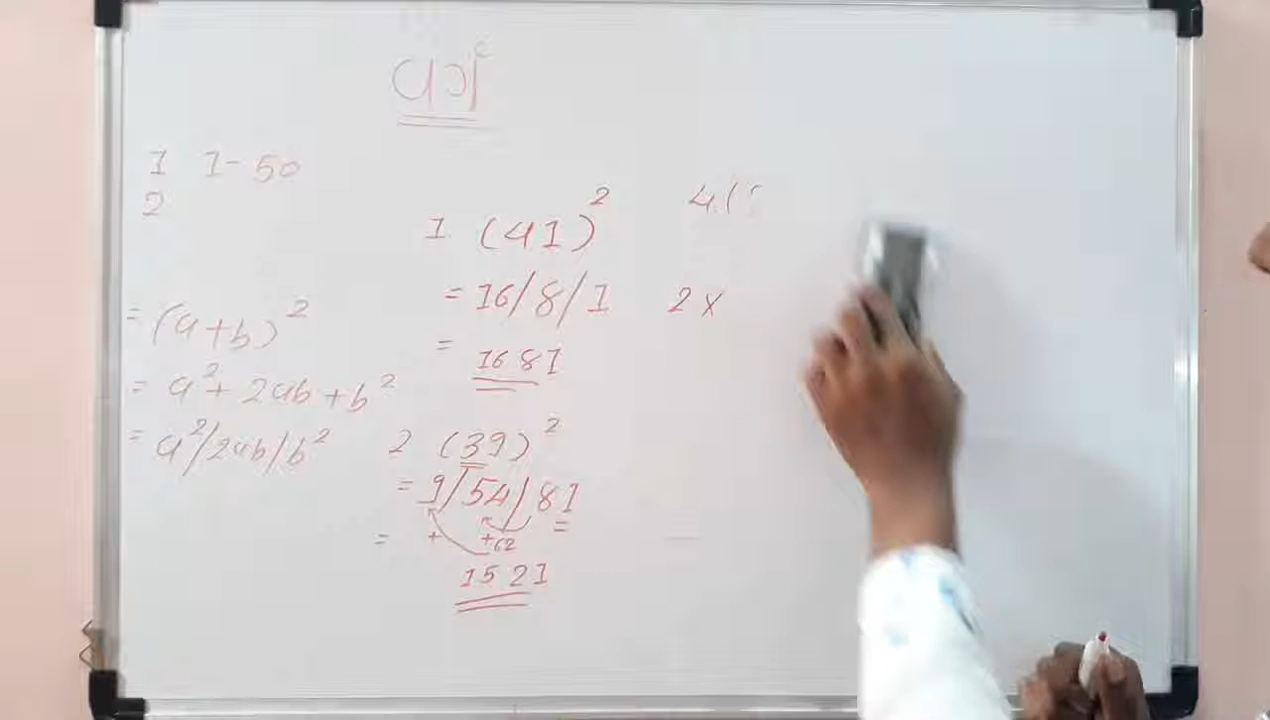 वर्ग
1 1- 50
2
= (a+b)²
= a²+ 2ab + b²
= a²/2ab/b²
1 (41)²
= 16/8/1
= 1681
2 (39)²
= 9/54/81
= + +62
1521
4.(
2 x